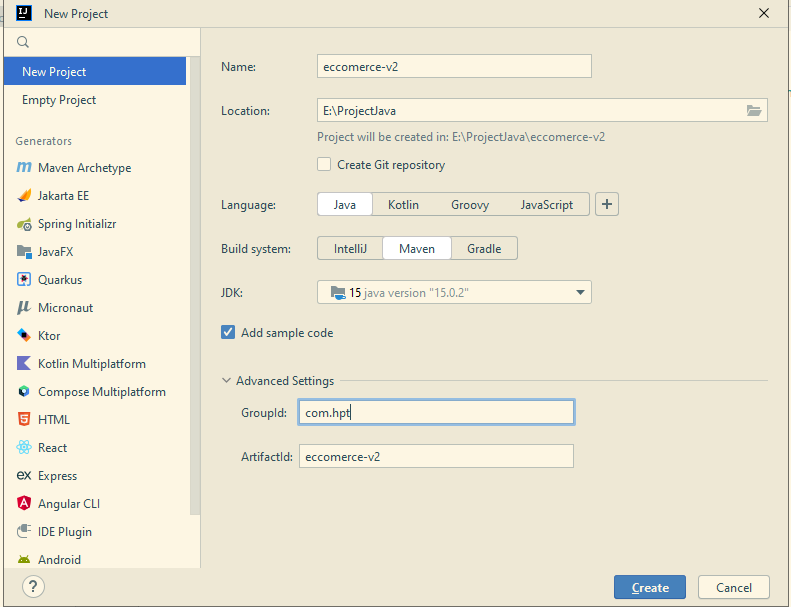 New Project
New Project
Empty Project
Generators
Maven Archetype
Jakarta EE
Spring Initializr
JavaFX
Quarkus
Micronaut
Ktor
Kotlin Multiplatform
Compose Multiplatform
HTML
React
ex Express
Angular CLI
IDE Plugin
Android
?
Name: eccomerce-v2
Location: E:\ProjectJava
Project will be created in: E:\ProjectJava\eccomerce-v2
Create Git repository
Language: Java Kotlin Groovy JavaScript +
Build system: IntelliJ Maven Gradle
JDK: 15 java version "15.0.2"
Add sample code
Advanced Settings
GroupId: com.hpt
ArtifactId: eccomerce-v2
Create Cancel